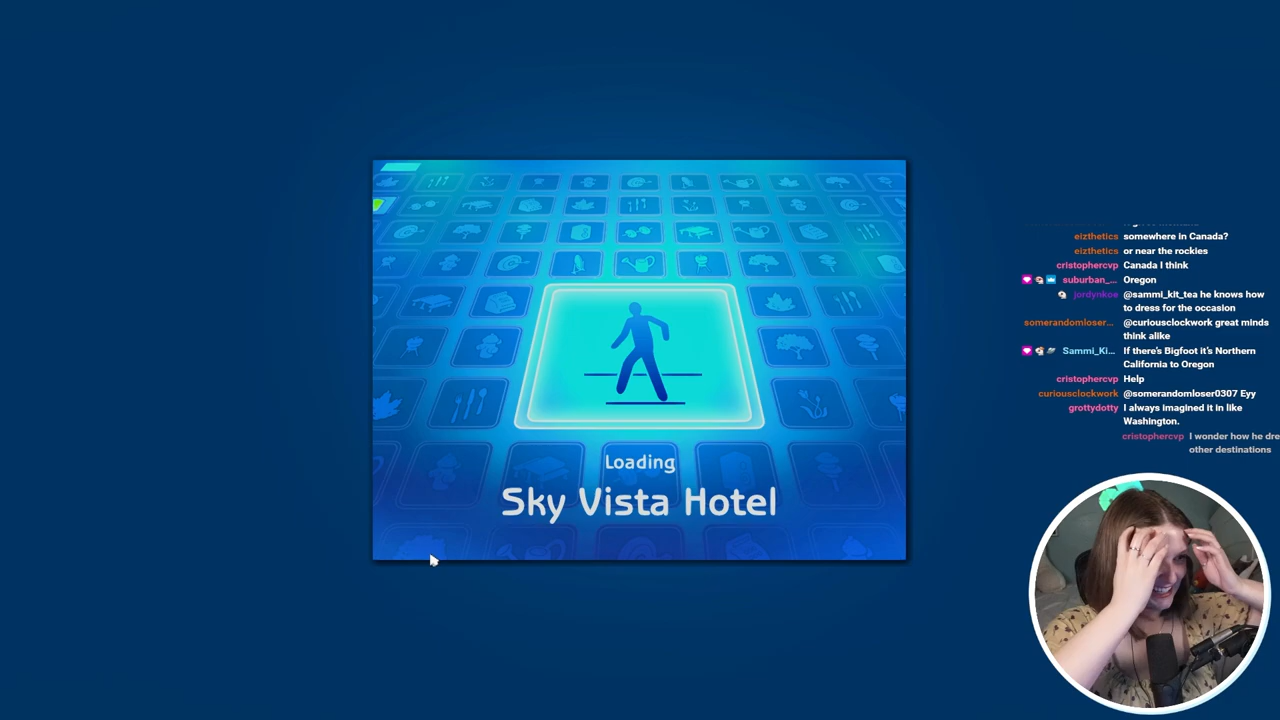 Loading
Sky Vista Hotel
eizthetics somewhere in Canada?
eizthetics or near the rockies
cristophercvp Canada I think
suburban_... Oregon
jordynkoe @sammi_kit_tea he knows how
to dress for the occasion
somerandomloser... @curiousclockwork great minds
think alike
Sammi_Ki... If there's Bigfoot it's Northern
California to Oregon
cristophercvp Help
curiousclockwork @somerandomloser0307 Eyy
grottydotty I always imagined it in like
Washington.
cristophercvp I wonder how he dre
other destinations